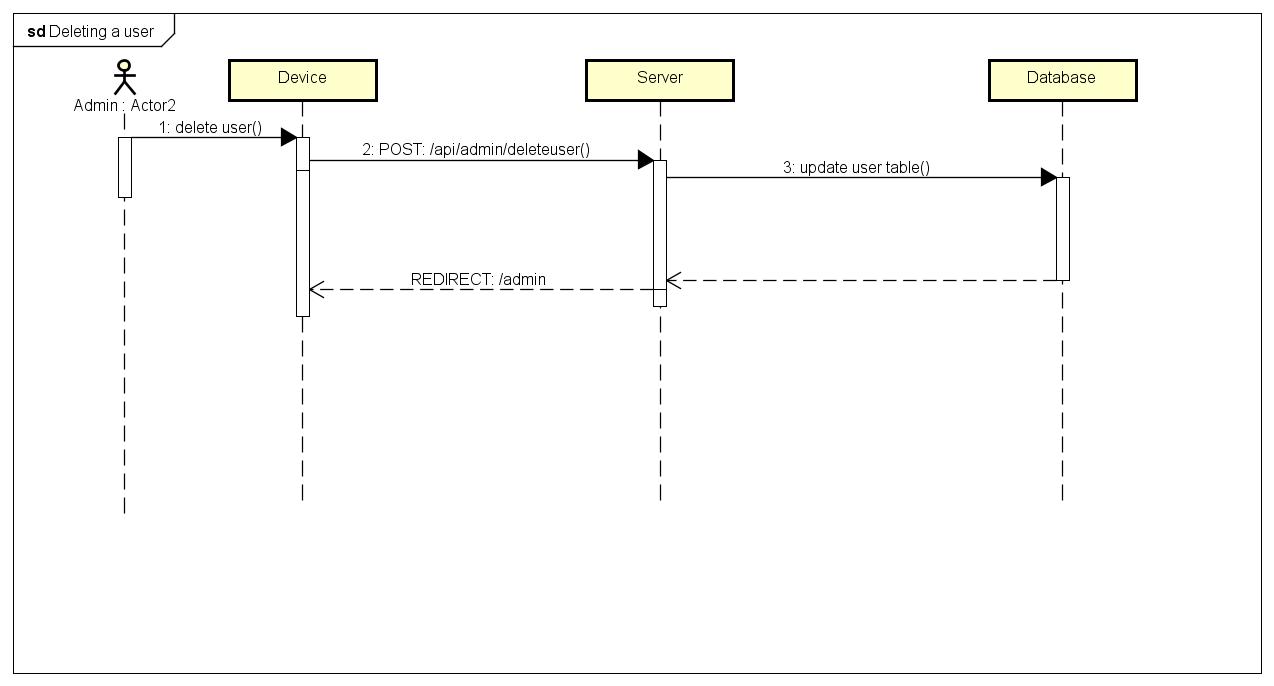 sd Deleting a user
Device
Server
Database
Admin : Actor2
1: delete user()
2: POST: /api/admin/deleteuser()
3: update user table()
REDIRECT: /admin